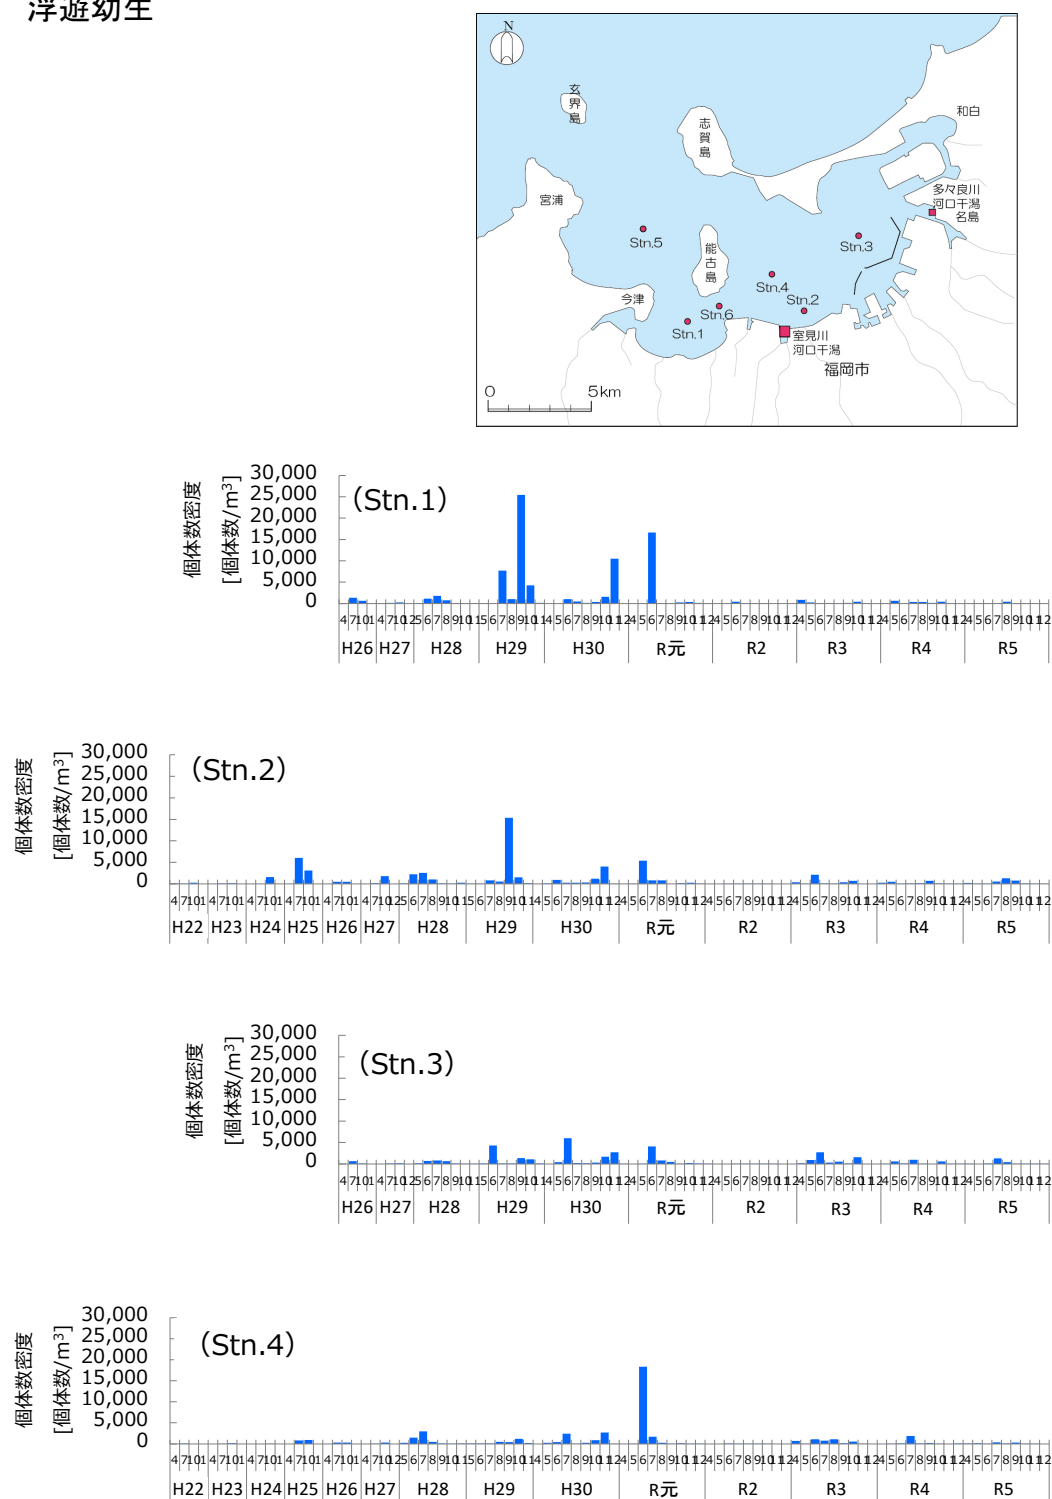 浮遊幼生
N
玄界島
志賀島
和白
宮浦
多々良川
河口干潟
名島
Stn.5
能古島
Stn.3
Stn.4
今津
Stn.6
Stn.2
Stn.1
室見川
河口干潟
福岡市
0 5km
個体数密度
[個体数/m³]
30,000
25,000
20,000
15,000
10,000
5,000
0
（Stn.1）
H26 H27 H28 H29 H30 R元 R2 R3 R4 R5
個体数密度
[個体数/m³]
30,000
25,000
20,000
15,000
10,000
5,000
0
（Stn.2）
H22 H23 H24 H25 H26 H27 H28 H29 H30 R元 R2 R3 R4 R5
個体数密度
[個体数/m³]
30,000
25,000
20,000
15,000
10,000
5,000
0
（Stn.3）
H26 H27 H28 H29 H30 R元 R2 R3 R4 R5
個体数密度
[個体数/m³]
30,000
25,000
20,000
15,000
10,000
5,000
0
（Stn.4）
H22 H23 H24 H25 H26 H27 H28 H29 H30 R元 R2 R3 R4 R5